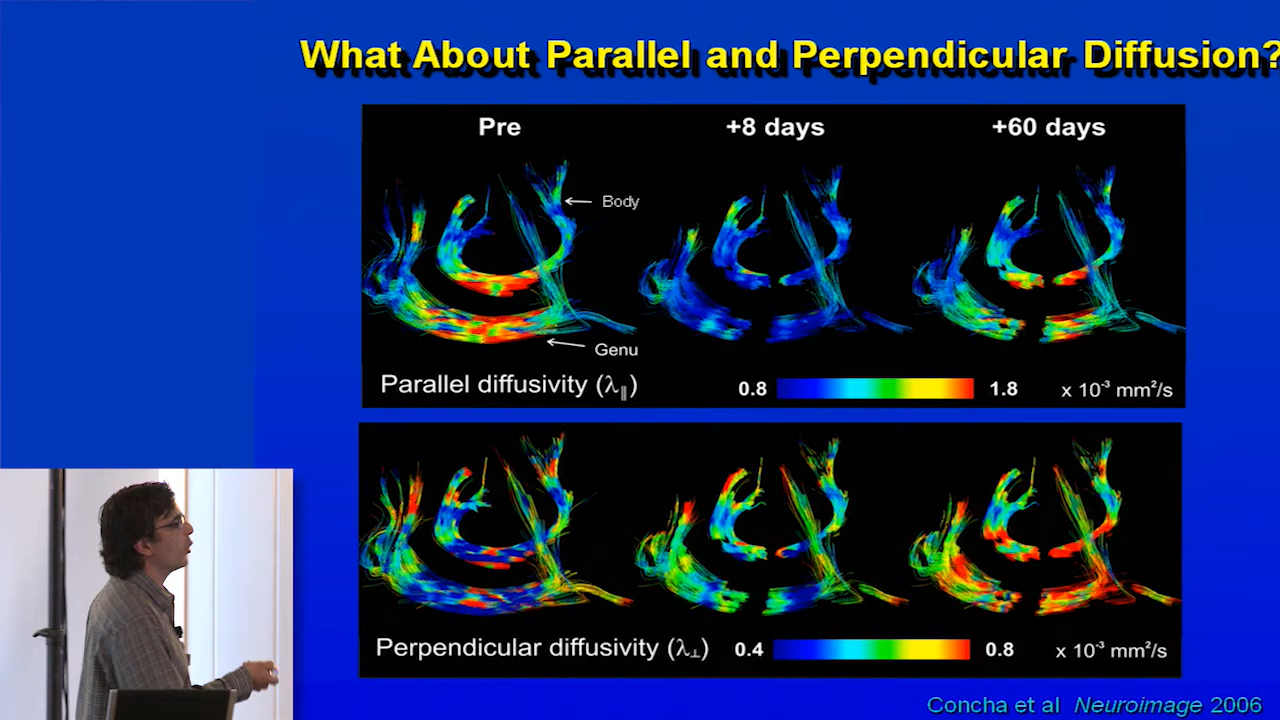 What About Parallel and Perpendicular Diffusion?
Pre
+8 days
+60 days
Body
Genu
Parallel diffusivity (λ∥)
0.8
1.8
x 10⁻³ mm²/s
Perpendicular diffusivity (λ⊥)
0.4
0.8
x 10⁻³ mm²/s
Concha et al Neuroimage 2006